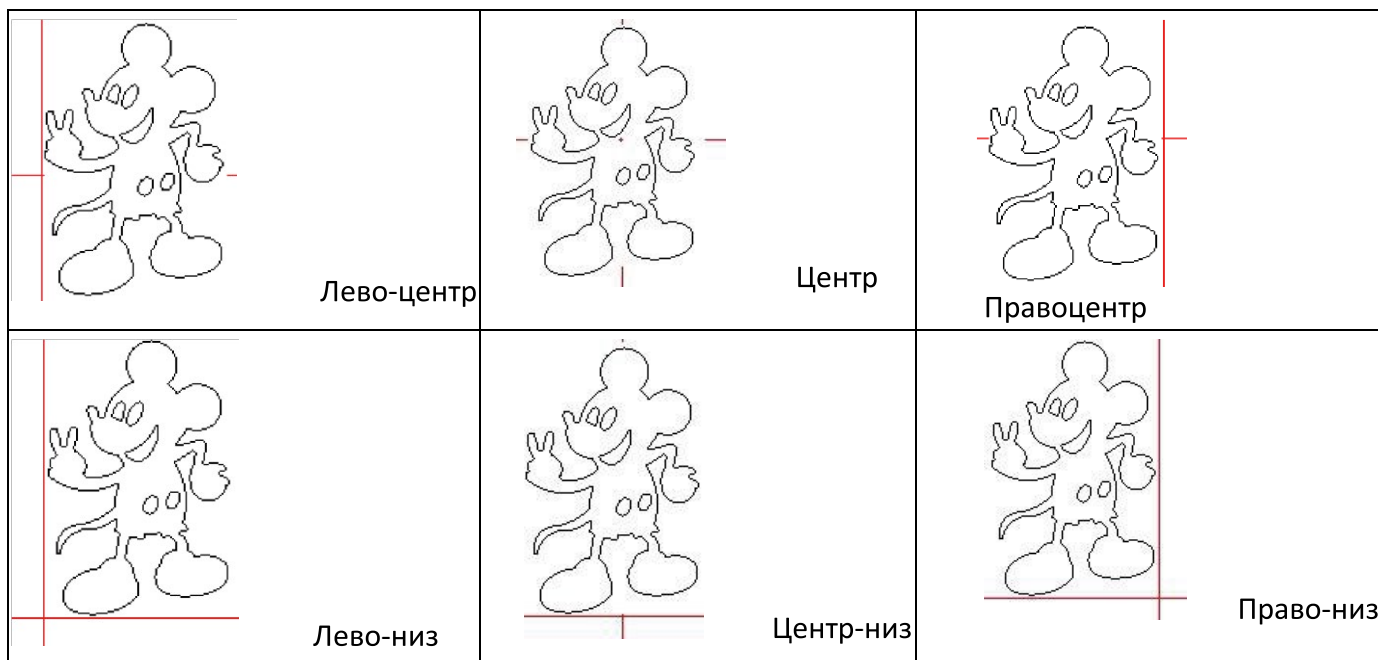 Лево-центр
Центр
Правоцентр
Лево-низ
Центр-низ
Право-низ